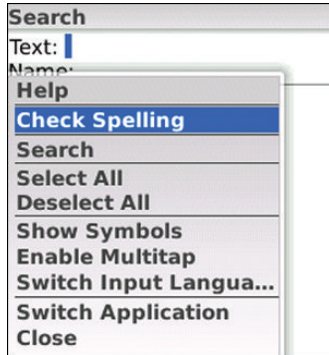 Search
Text:
Name:
Help
Check Spelling
Search
Select All
Deselect All
Show Symbols
Enable Multitap
Switch Input Langua...
Switch Application
Close